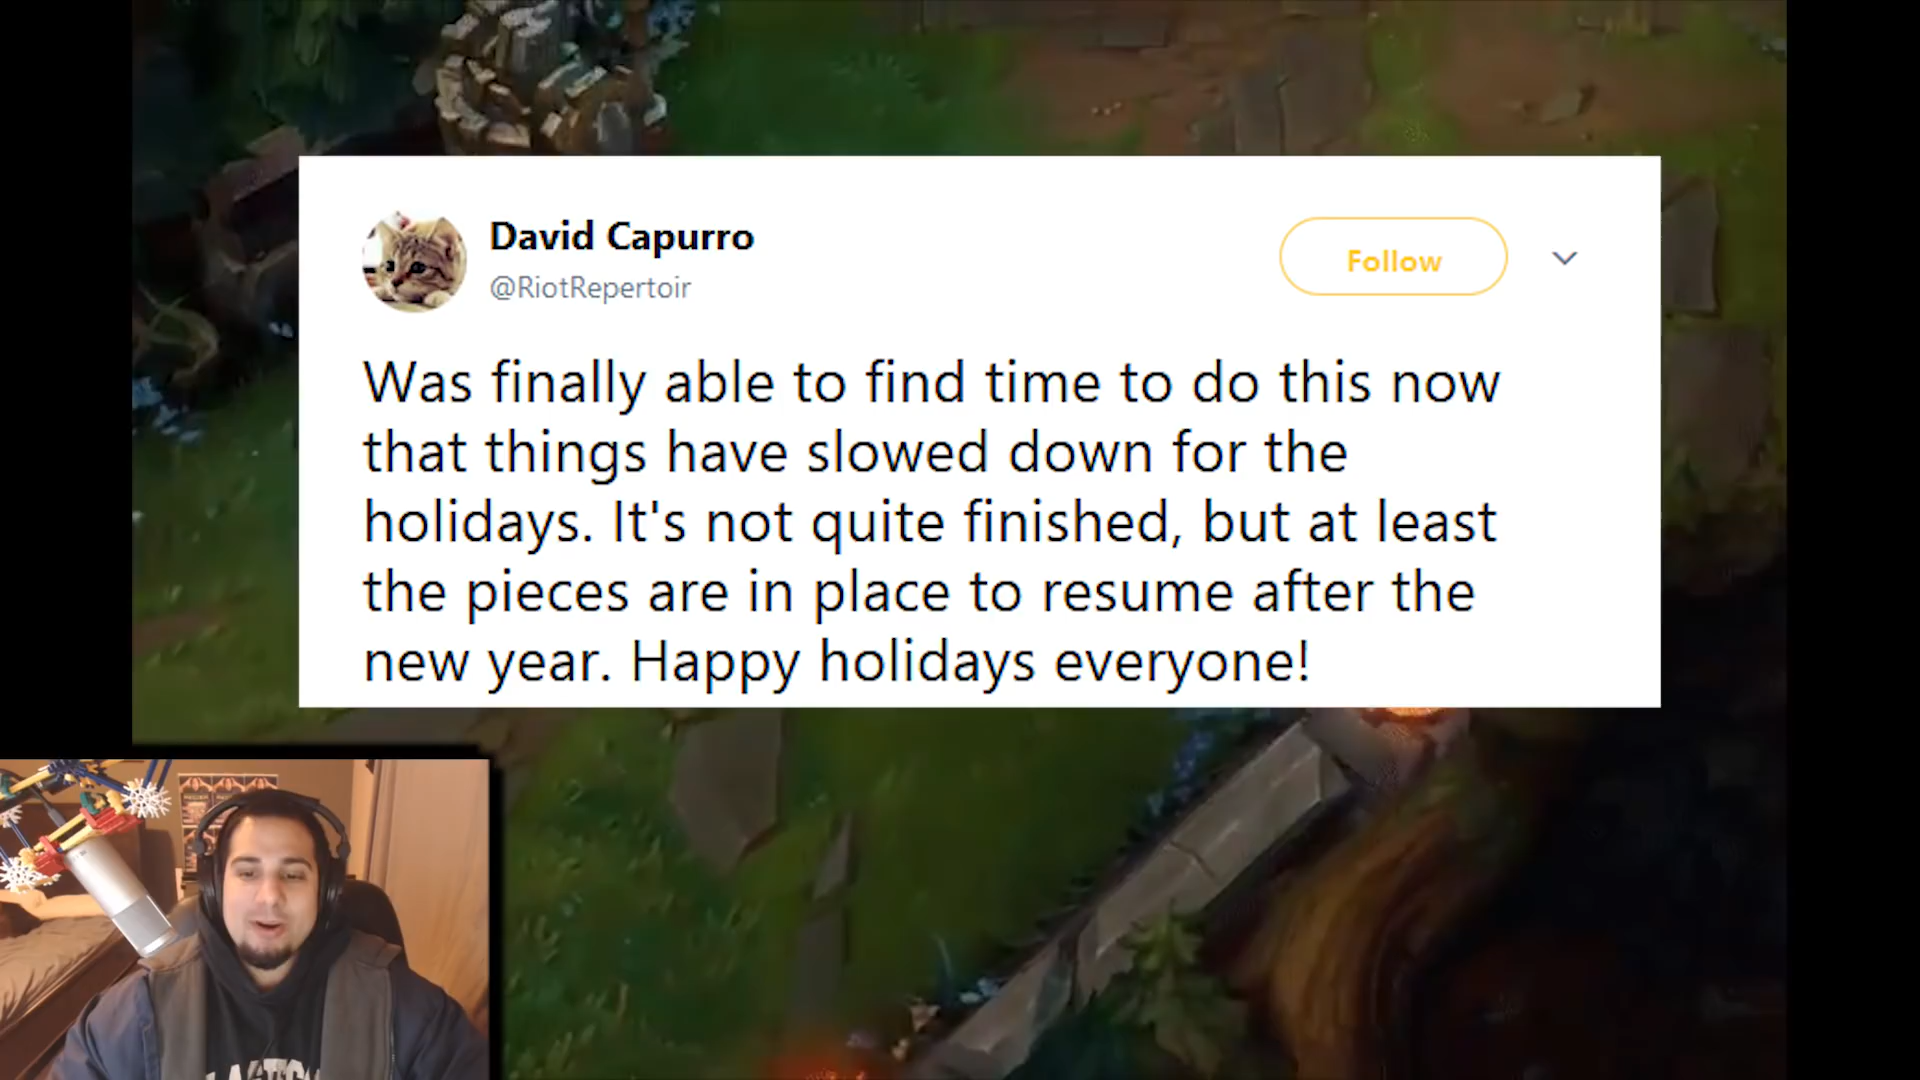 David Capurro
@RiotRepertoir
Follow
Was finally able to find time to do this now
that things have slowed down for the
holidays. It's not quite finished, but at least
the pieces are in place to resume after the
new year. Happy holidays everyone!